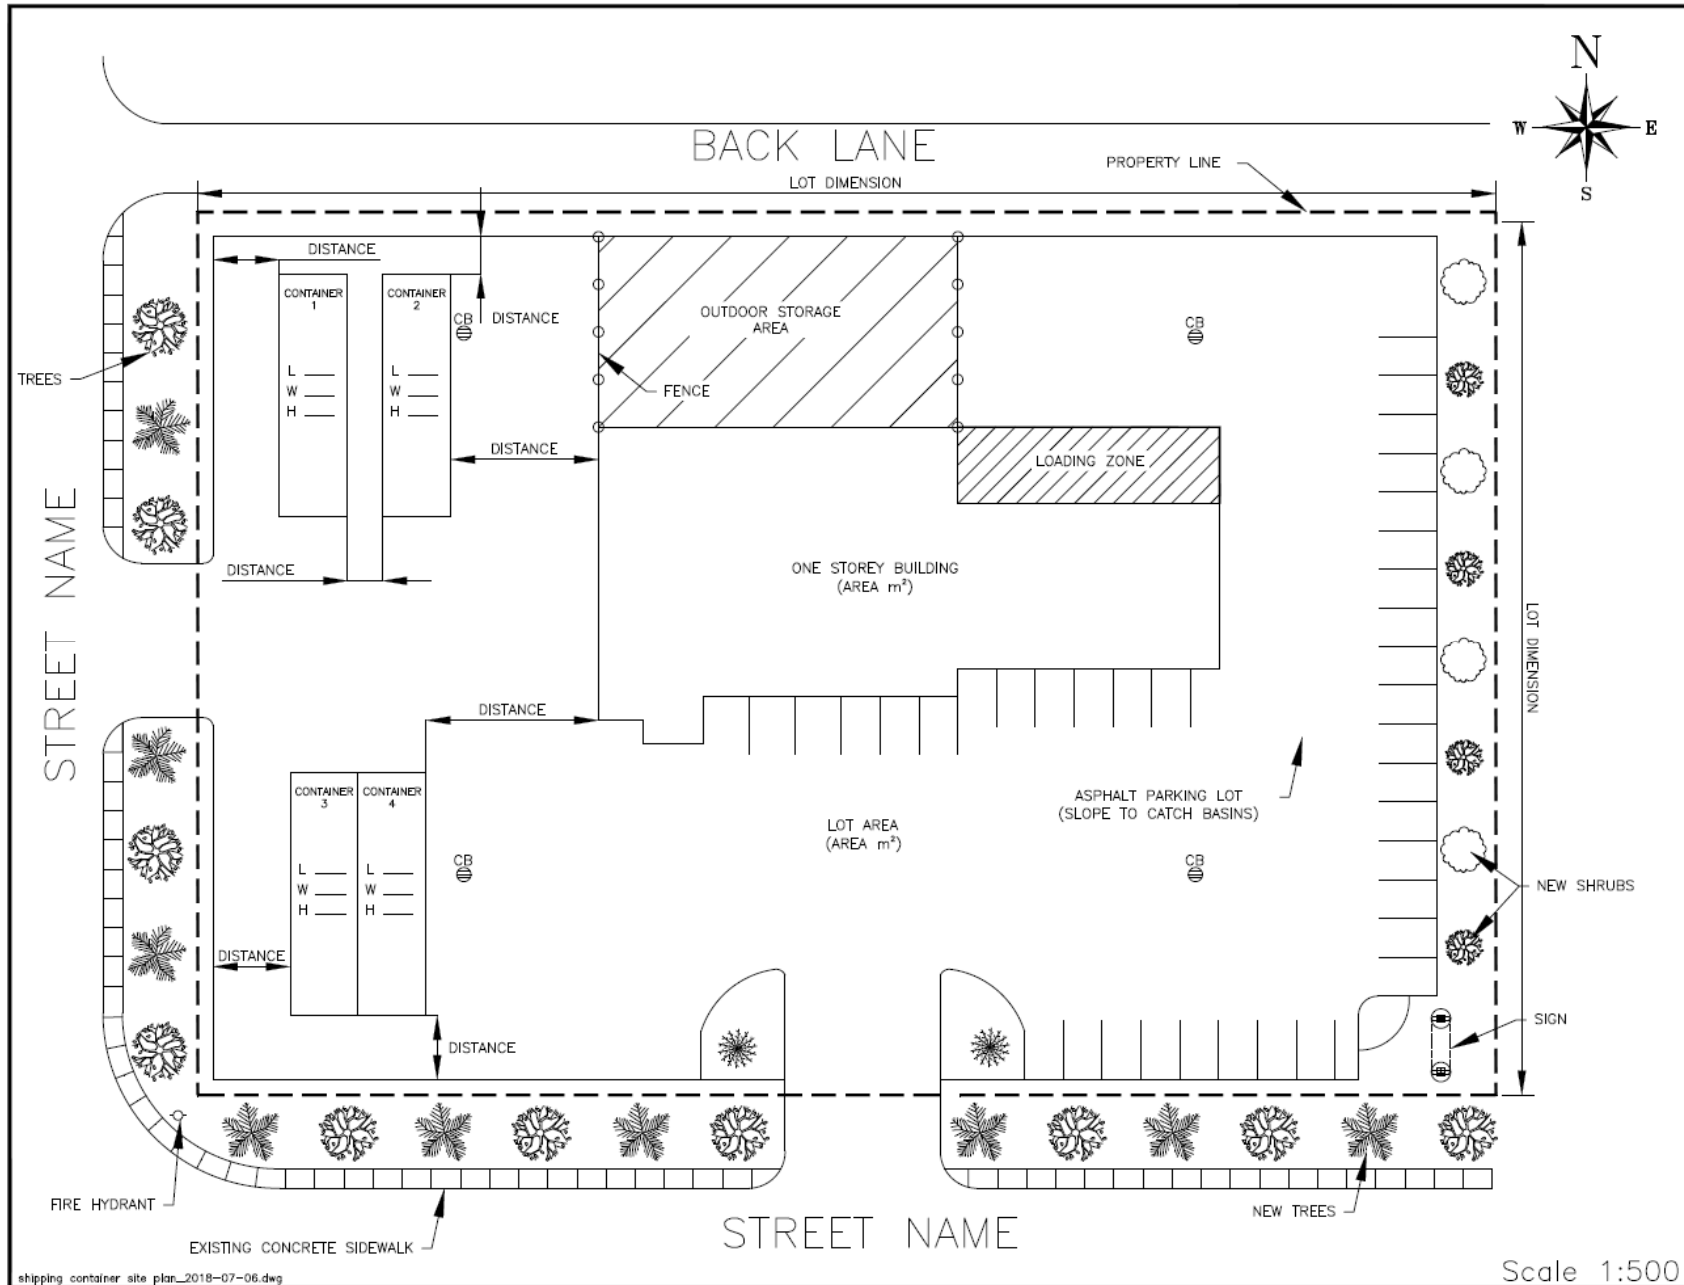 N
W E
S
BACK LANE
PROPERTY LINE
LOT DIMENSION
DISTANCE
CONTAINER
1
CONTAINER
2
CB
DISTANCE
OUTDOOR STORAGE
AREA
CB
TREES
L
W
H
L
W
H
FENCE
DISTANCE
LOADING ZONE
STREET NAME
DISTANCE
ONE STOREY BUILDING
(AREA m²)
LOT DIMENSION
DISTANCE
CONTAINER
3
CONTAINER
4
ASPHALT PARKING LOT
(SLOPE TO CATCH BASINS)
LOT AREA
(AREA m²)
CB
CB
L
W
H
L
W
H
NEW SHRUBS
DISTANCE
SIGN
DISTANCE
FIRE HYDRANT
NEW TREES
STREET NAME
EXISTING CONCRETE SIDEWALK
shipping container site plan_2018-07-06.dwg
Scale 1:500